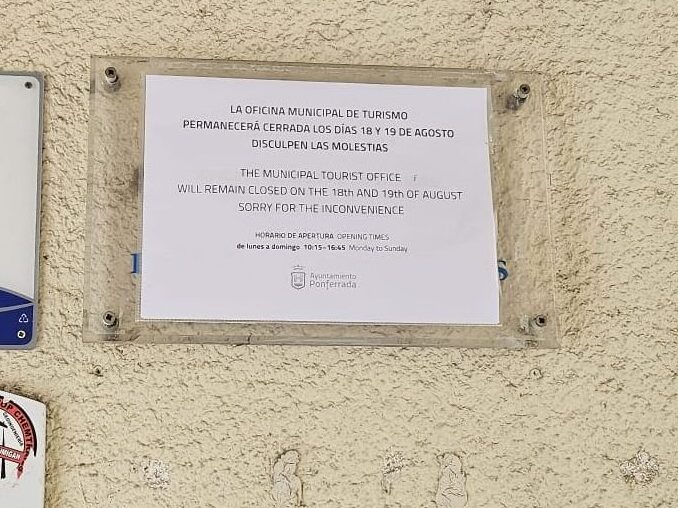 LA OFICINA MUNICIPAL DE TURISMO
PERMANECERÁ CERRADA LOS DÍAS 18 Y 19 DE AGOSTO
DISCULPEN LAS MOLESTIAS
THE MUNICIPAL TOURIST OFFICE
WILL REMAIN CLOSED ON THE 18th AND 19th OF AUGUST
SORRY FOR THE INCONVENIENCE
HORARIO DE APERTURA OPENING TIMES
de lunes a domingo 10:15–16:45 Monday to Sunday
Ayuntamiento
Ponferrada